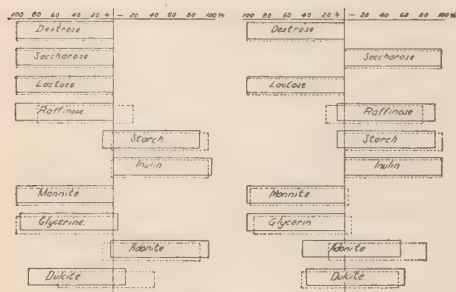 100 80 60 40 20 + — 20 40 60 80 100%
Dextrose
Saccharose
Lactose
Raffinose
Starch
Inulin
Mannite
Glycerine
Adonite
Dulcite
100 80 60 40 20 + — 20 40 60 80 100%
Dextrose
Saccharose
Lactose
Raffinose
Starch
Inulin
Mannite
Glycerin
Adonite
Dulcite